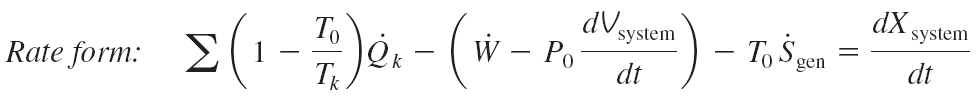 Rate form: ∑(1 − T₀/Tₖ)Q̇ₖ − (Ẇ − P₀ dV_system/dt) − T₀Ṡ_gen = dX_system/dt